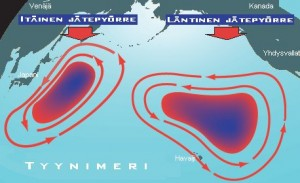 Venäjä
Kanada
Itäinen jätepyörre
Läntinen jätepyörre
Yhdysvallat
Japani
Havaiji
Tyynimeri